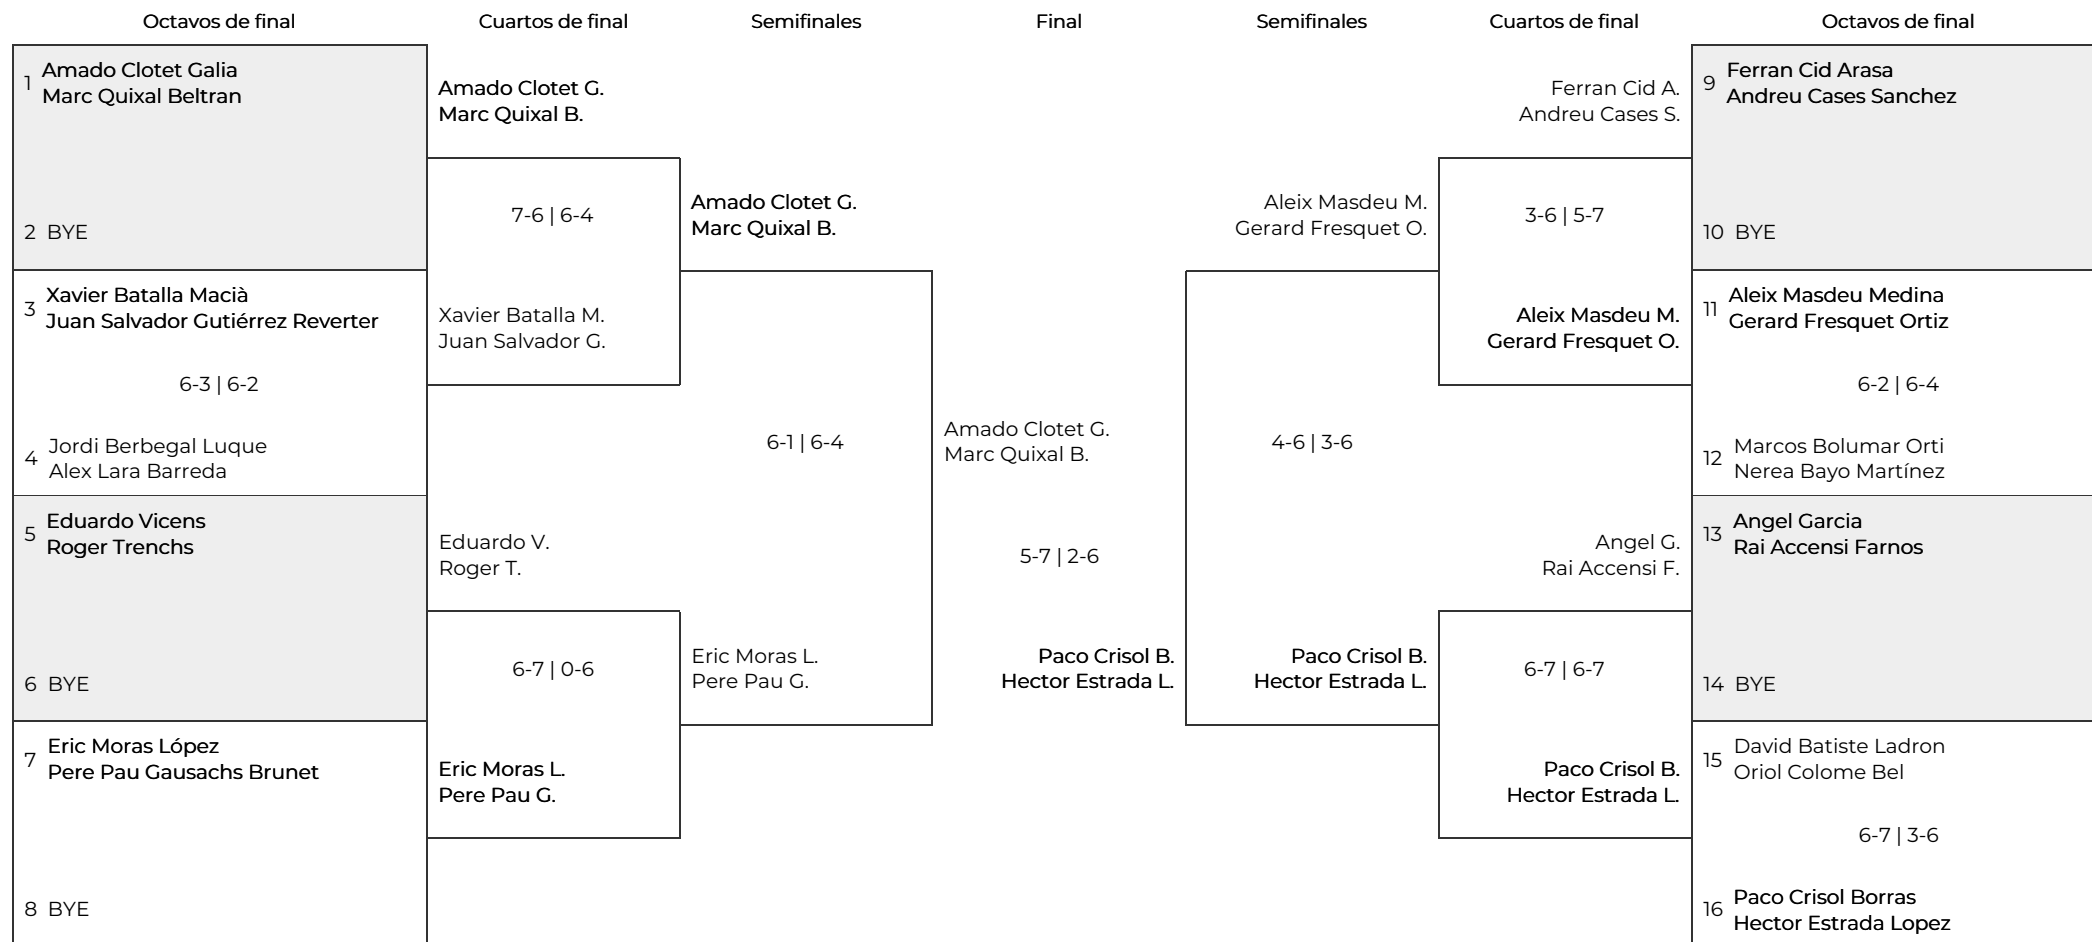 Octavos de final
Cuartos de final
Semifinales
Final
Semifinales
Cuartos de final
Octavos de final
1
Amado Clotet Galia
Marc Quixal Beltran
2 BYE
3
Xavier Batalla Macià
Juan Salvador Gutiérrez Reverter
6-3 | 6-2
4
Jordi Berbegal Luque
Alex Lara Barreda
5
Eduardo Vicens
Roger Trenchs
6 BYE
7
Eric Moras López
Pere Pau Gausachs Brunet
8 BYE
Amado Clotet G.
Marc Quixal B.
7-6 | 6-4
Xavier Batalla M.
Juan Salvador G.
Eduardo V.
Roger T.
6-7 | 0-6
Eric Moras L.
Pere Pau G.
Amado Clotet G.
Marc Quixal B.
6-1 | 6-4
Eric Moras L.
Pere Pau G.
Amado Clotet G.
Marc Quixal B.
5-7 | 2-6
Paco Crisol B.
Hector Estrada L.
Aleix Masdeu M.
Gerard Fresquet O.
4-6 | 3-6
Paco Crisol B.
Hector Estrada L.
Ferran Cid A.
Andreu Cases S.
3-6 | 5-7
Aleix Masdeu M.
Gerard Fresquet O.
Angel G.
Rai Accensi F.
6-7 | 6-7
Paco Crisol B.
Hector Estrada L.
9
Ferran Cid Arasa
Andreu Cases Sanchez
10 BYE
11
Aleix Masdeu Medina
Gerard Fresquet Ortiz
6-2 | 6-4
12
Marcos Bolumar Orti
Nerea Bayo Martínez
13
Angel Garcia
Rai Accensi Farnos
14 BYE
15
David Batiste Ladron
Oriol Colome Bel
6-7 | 3-6
16
Paco Crisol Borras
Hector Estrada Lopez